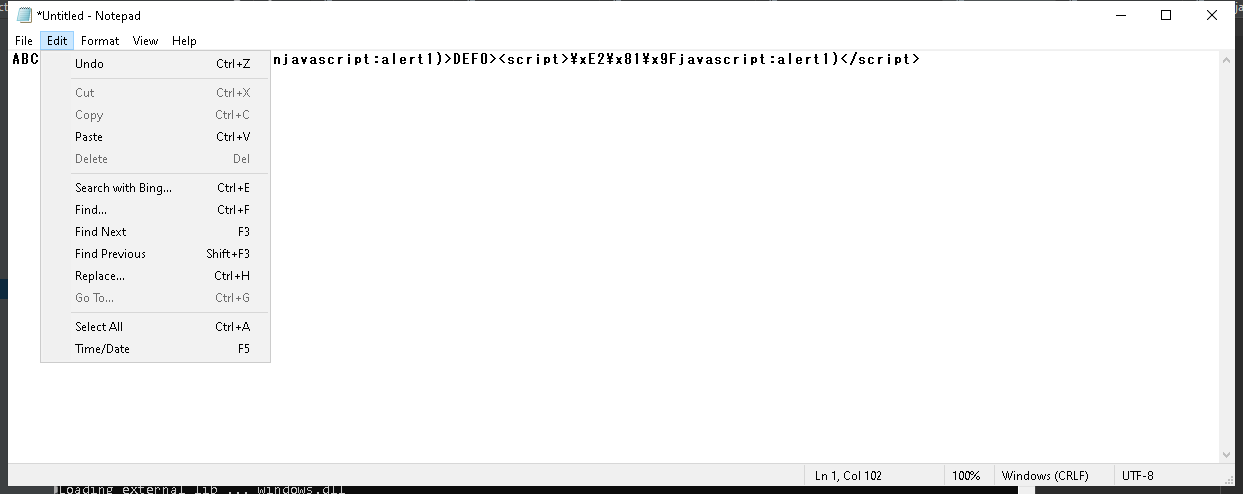 *Untitled - Notepad
File Edit Format View Help
ABC njavascript:alert1)>DEFO><script>¥xE2¥x81¥x9Fjavascript:alert1)</script>
Undo Ctrl+Z
Cut Ctrl+X
Copy Ctrl+C
Paste Ctrl+V
Delete Del
Search with Bing... Ctrl+E
Find... Ctrl+F
Find Next F3
Find Previous Shift+F3
Replace... Ctrl+H
Go To... Ctrl+G
Select All Ctrl+A
Time/Date F5
Ln 1, Col 102 100% Windows (CRLF) UTF-8
Loading external lib ... windows.dll